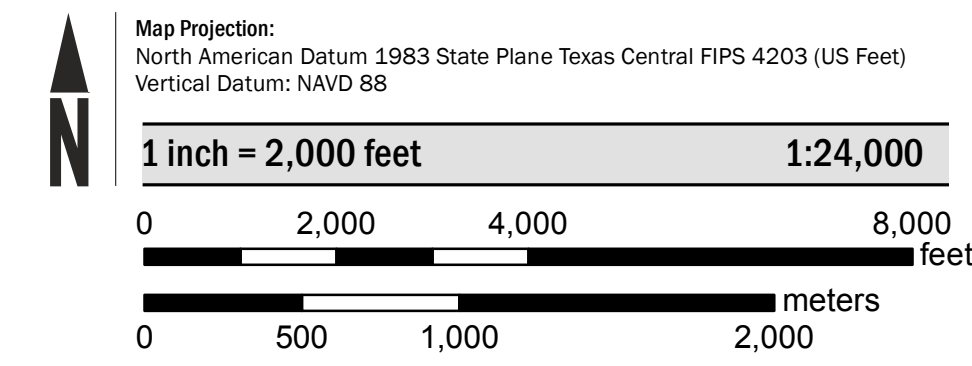 N
Map Projection:
North American Datum 1983 State Plane Texas Central FIPS 4203 (US Feet)
Vertical Datum: NAVD 88
1 inch = 2,000 feet 1:24,000
0 2,000 4,000 8,000
feet
meters
0 500 1,000 2,000